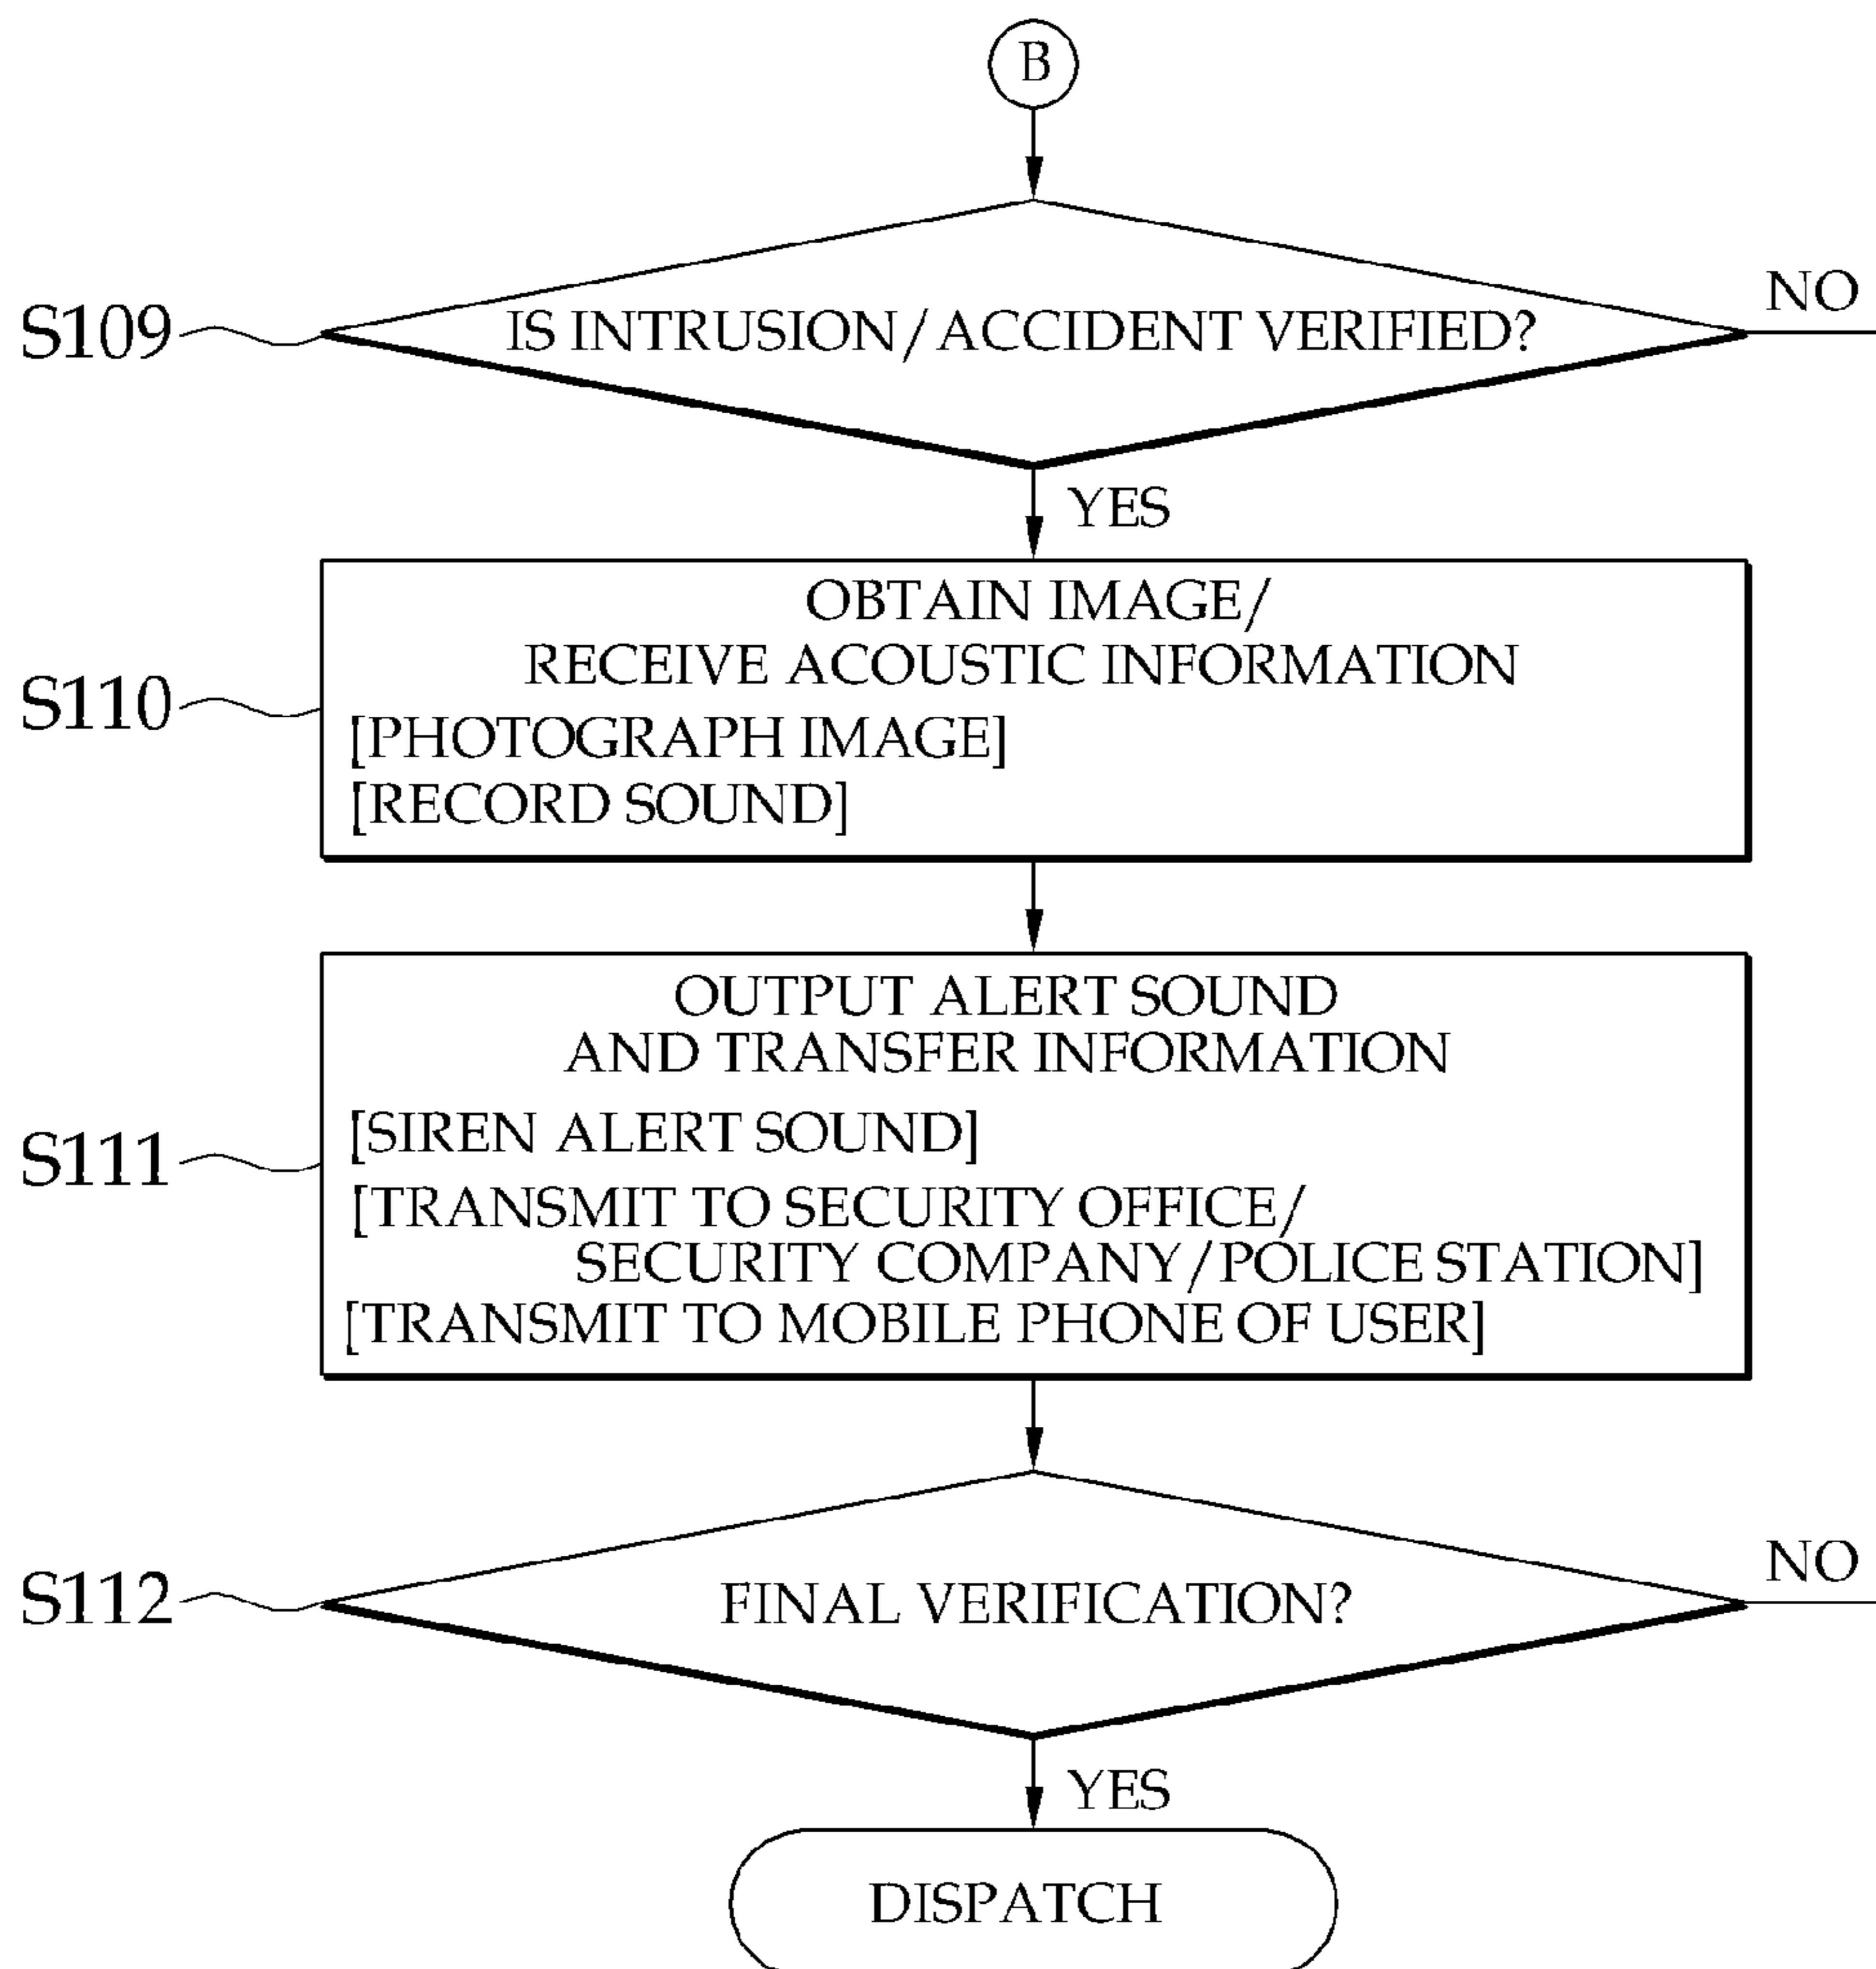 B
IS INTRUSION/ACCIDENT VERIFIED?
NO
S109
YES
OBTAIN IMAGE/
RECEIVE ACOUSTIC INFORMATION
[PHOTOGRAPH IMAGE]
[RECORD SOUND]
S110
OUTPUT ALERT SOUND
AND TRANSFER INFORMATION
[SIREN ALERT SOUND]
[TRANSMIT TO SECURITY OFFICE/
SECURITY COMPANY/POLICE STATION]
[TRANSMIT TO MOBILE PHONE OF USER]
S111
FINAL VERIFICATION?
NO
S112
YES
DISPATCH